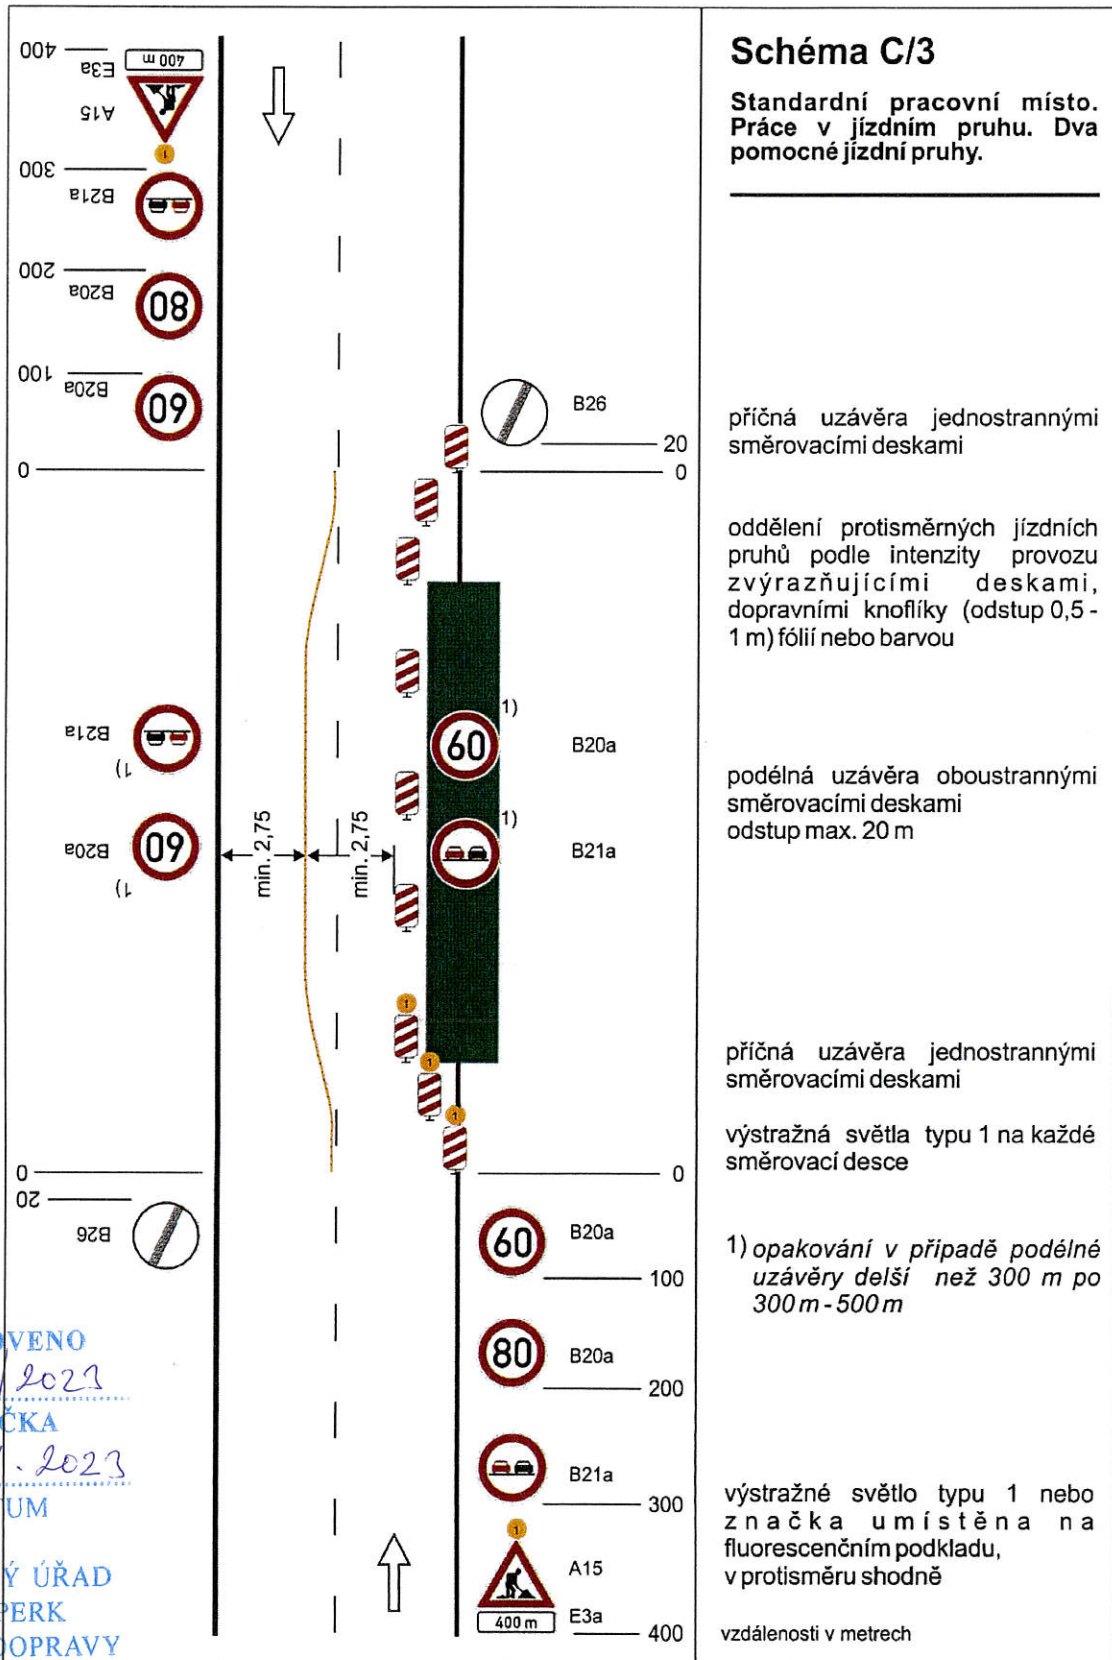 Schéma C/3
Standardní pracovní místo.
Práce v jízdním pruhu. Dva
pomocné jízdní pruhy.
400
E3a
400 m
A15
1
300
B21a
200
B20a
80
100
B20a
60
0
B26
20
0
příčná uzávěra jednostrannými
směrovacími deskami
oddělení protisměrných jízdních
pruhů podle intenzity provozu
zvýrazňujícími deskami,
dopravními knoflíky (odstup 0,5 -
1 m) fólií nebo barvou
B21a
1)
B20a
60
1)
min. 2,75
min. 2,75
1)
60
B20a
1)
B21a
podélná uzávěra oboustrannými
směrovacími deskami
odstup max. 20 m
1
1
1
příčná uzávěra jednostrannými
směrovacími deskami
výstražná světla typu 1 na každé
směrovací desce
0
20
B26
0
60
B20a
100
80
B20a
200
B21a
300
1
A15
400 m
E3a
400
1) opakování v případě podélné
uzávěry delší než 300 m po
300 m - 500 m
výstražné světlo typu 1 nebo
značka umístěna na
fluorescenčním podkladu,
v protisměru shodně
vzdálenosti v metrech
OVENO
/2023
ČKA
. 2023
UM
Ý ÚŘAD
PERK
DOPRAVY